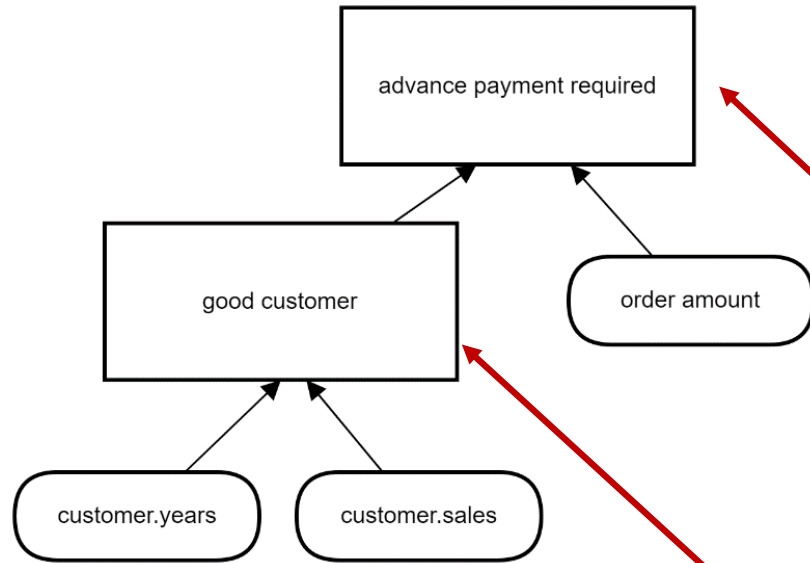 advance payment required
good customer
order amount
customer.years
customer.sales